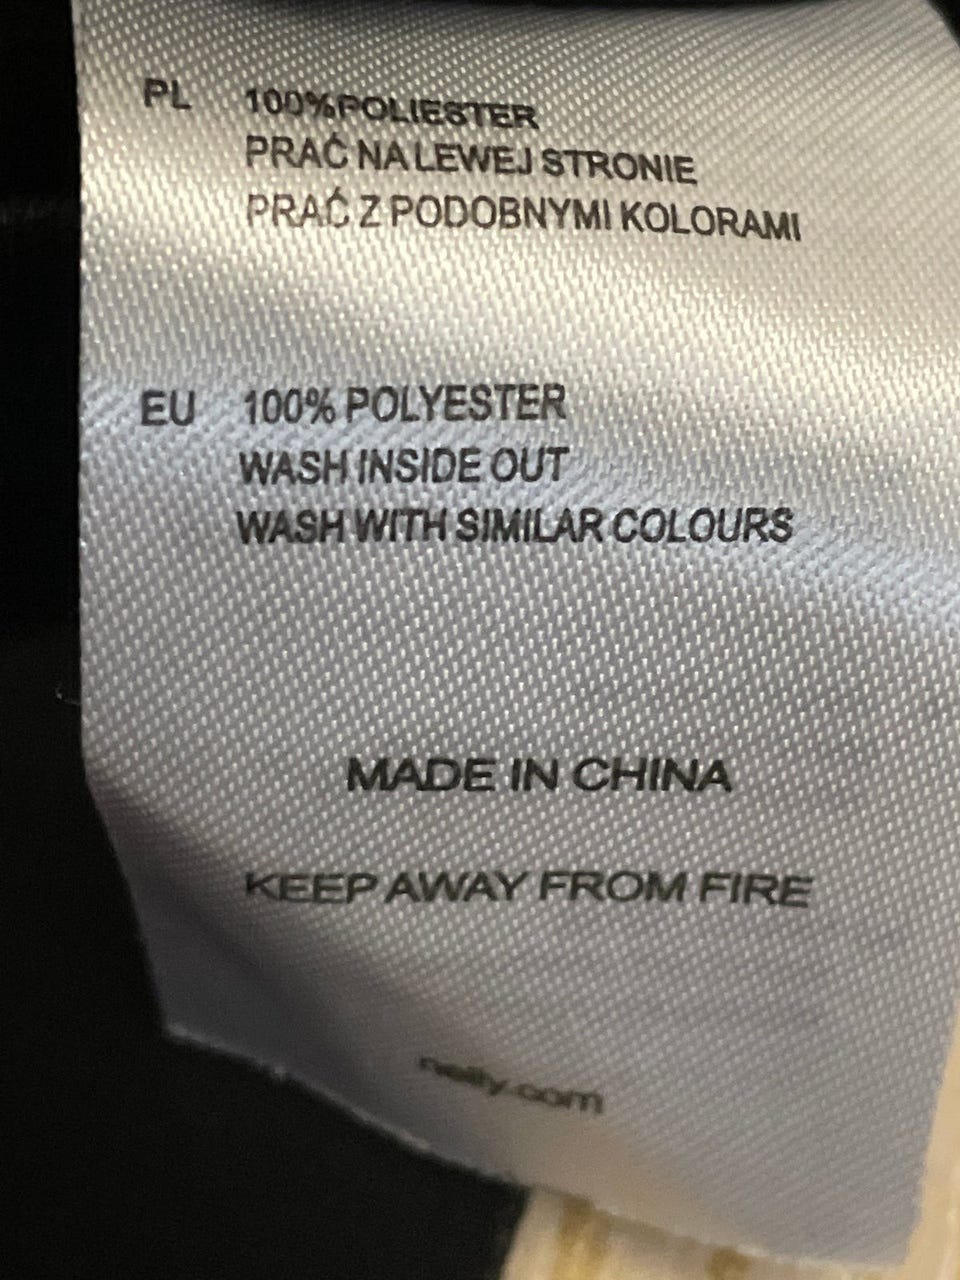 PL 100%POLIESTER
PRAĆ NA LEWEJ STRONIE
PRAĆ Z PODOBNYMI KOLORAMI
EU 100% POLYESTER
WASH INSIDE OUT
WASH WITH SIMILAR COLOURS
MADE IN CHINA
KEEP AWAY FROM FIRE
nelly.com